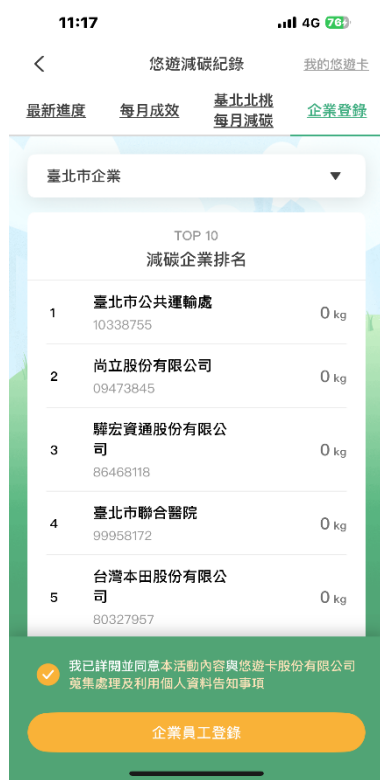 11:17
4G 76
悠遊減碳紀錄
我的悠遊卡
最新進度
每月成效
基北北桃
每月減碳
企業登錄
臺北市企業
TOP 10
減碳企業排名
1
臺北市公共運輸處
10338755
0 kg
2
尚立股份有限公司
09473845
0 kg
3
驊宏資通股份有限公
司
86468118
0 kg
4
臺北市聯合醫院
99958172
0 kg
5
台灣本田股份有限公
司
80327957
0 kg
我已詳閱並同意本活動內容與悠遊卡股份有限公司
蒐集處理及利用個人資料告知事項
企業員工登錄